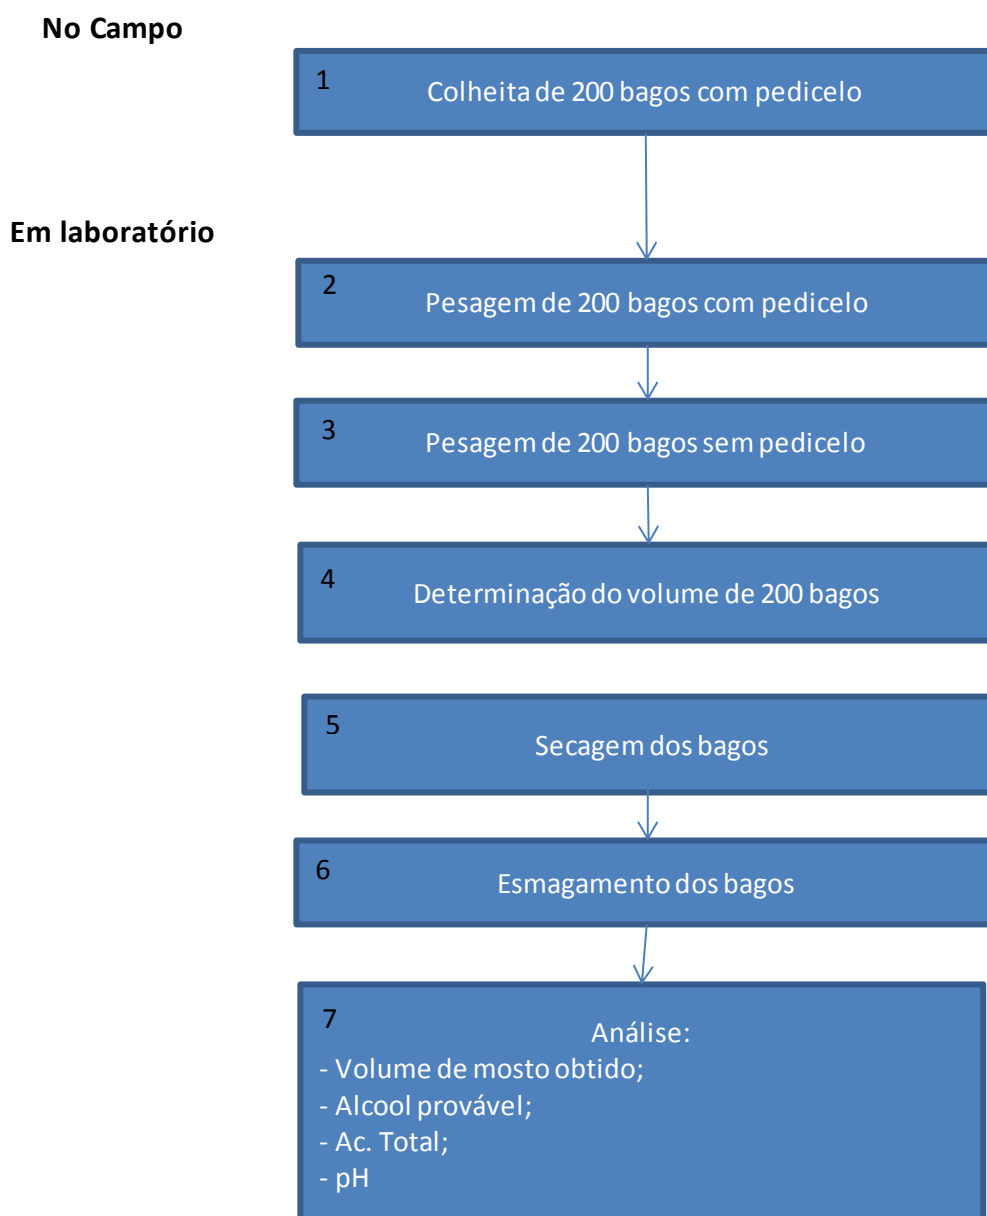 No Campo
1
Colheita de 200 bagos com pedicelo
Em laboratório
2
Pesagem de 200 bagos com pedicelo
3
Pesagem de 200 bagos sem pedicelo
4
Determinação do volume de 200 bagos
5
Secagem dos bagos
6
Esmagamento dos bagos
7
Análise:
- Volume de mosto obtido;
- Alcool provável;
- Ac. Total;
- pH